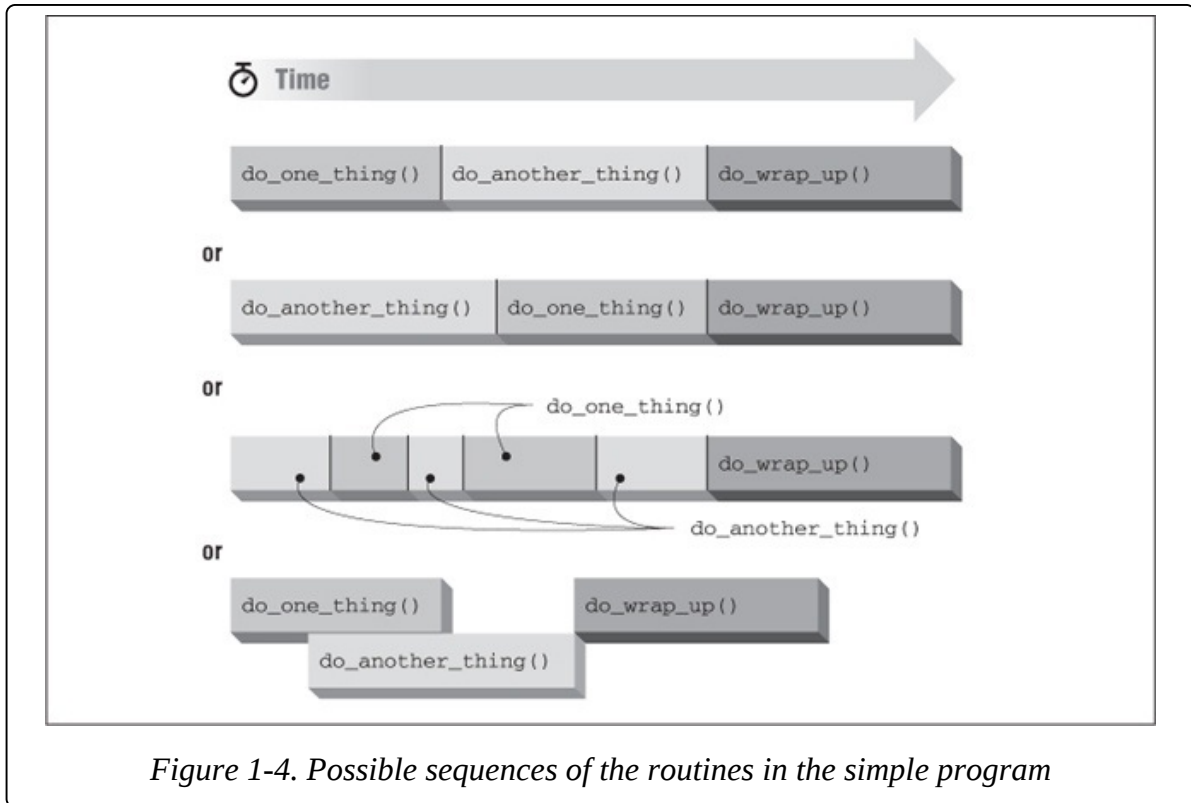 Time
do_one_thing() do_another_thing() do_wrap_up()
or
do_another_thing() do_one_thing() do_wrap_up()
or
do_one_thing()
do_wrap_up()
do_another_thing()
or
do_one_thing() do_wrap_up()
do_another_thing()
Figure 1-4. Possible sequences of the routines in the simple program